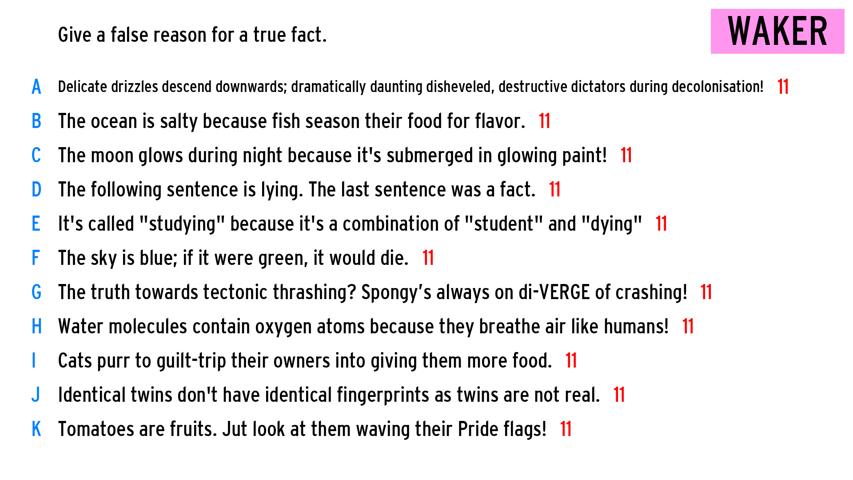 Give a false reason for a true fact.
WAKER
A Delicate drizzles descend downwards; dramatically daunting disheveled, destructive dictators during decolonisation! 11
B The ocean is salty because fish season their food for flavor. 11
C The moon glows during night because it's submerged in glowing paint! 11
D The following sentence is lying. The last sentence was a fact. 11
E It's called "studying" because it's a combination of "student" and "dying" 11
F The sky is blue; if it were green, it would die. 11
G The truth towards tectonic thrashing? Spongy’s always on di-VERGE of crashing! 11
H Water molecules contain oxygen atoms because they breathe air like humans! 11
I Cats purr to guilt-trip their owners into giving them more food. 11
J Identical twins don't have identical fingerprints as twins are not real. 11
K Tomatoes are fruits. Jut look at them waving their Pride flags! 11